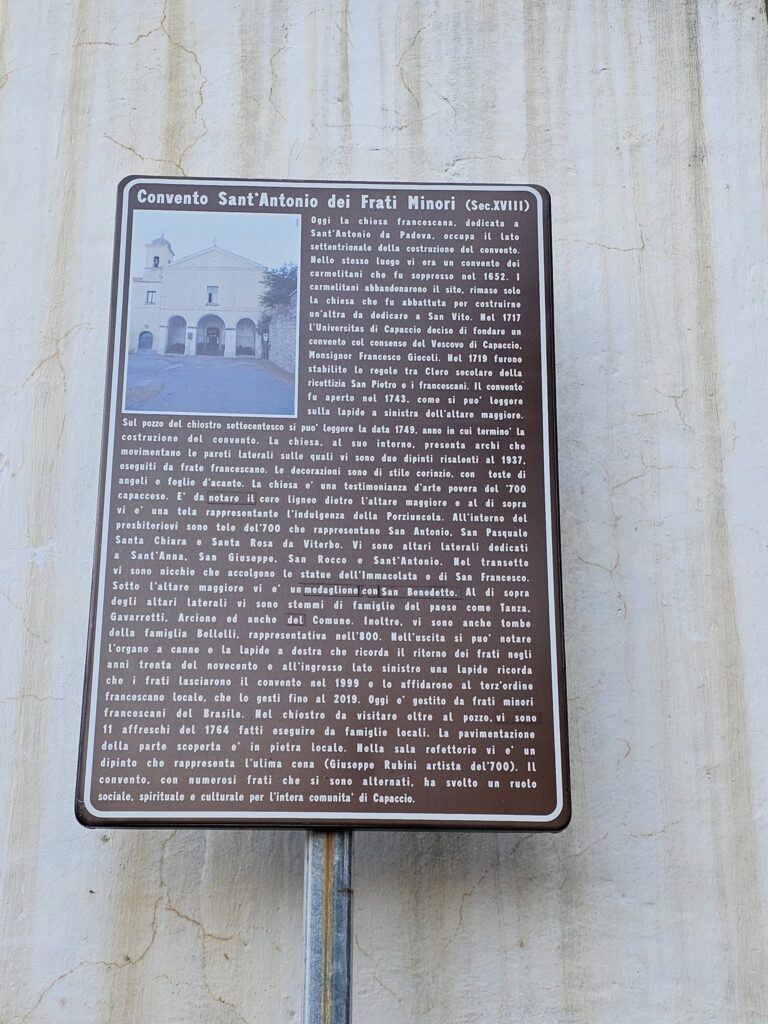 Convento Sant'Antonio dei Frati Minori (Sec.XVIII)
Oggi la chiesa francescana, dedicata a
Sant'Antonio da Padova, occupa il lato
settentrionale della costruzione del convento.
Nello stesso luogo vi era un convento dei
carmelitani che fu soppresso nel 1652. I
carmelitani abbandonarono il sito, rimase solo
la chiesa che fu abbattuta per costruirne
un'altra da dedicare a San Vito. Nel 1717
l'Universitas di Capaccio decise di fondare un
convento col consenso del Vescovo di Capaccio,
Monsignor Francesco Giocoli. Nel 1719 furono
stabilite le regole tra Clero secolare della
ricettizia San Pietro e i francescani. Il convento
fu aperto nel 1743, come si puo' leggere
sulla lapide a sinistra dell'altare maggiore.
Sul pozzo del chiostro settecentesco si puo' leggere la data 1749, anno in cui termino' la
costruzione del convento. La chiesa, al suo interno, presenta archi che
movimentano le pareti laterali sulle quali vi sono due dipinti risalenti al 1937,
eseguiti da frate francescano. Le decorazioni sono di stile corinzio, con teste di
angeli e foglie d'acanto. La chiesa e' una testimonianza d'arte povera del '700
capaccese. E' da notare il coro ligneo dietro l'altare maggiore e al di sopra
vi e' una tela rappresentante l'indulgenza della Porziuncola. All'interno del
presbiteriovi sono tele del'700 che rappresentano San Antonio, San Pasquale
Santa Chiara e Santa Rosa da Viterbo. Vi sono altari laterali dedicati
a Sant'Anna, San Giuseppe, San Rocco e Sant'Antonio. Nel transetto
vi sono nicchie che accolgono le statue dell'Immacolata e di San Francesco.
Sotto l'altare maggiore vi e' un medaglione con San Benedetto. Al di sopra
degli altari laterali vi sono stemmi di famiglie del paese come Tanza,
Gavarretti, Arcione ed anche del Comune. Inoltre, vi sono anche tombe
della famiglia Bellelli, rappresentativa nell'800. Nell'uscita si puo' notare
l'organo a canne e la lapide a destra che ricorda il ritorno dei frati negli
anni trenta del novecento e all'ingresso lato sinistro una lapide ricorda
che i frati lasciarono il convento nel 1999 e lo affidarono al terz'ordine
francescano locale, che lo gesti fino al 2019. Oggi e' gestito da frati minori
francescani del Brasile. Nel chiostro da visitare oltre al pozzo, vi sono
11 affreschi del 1764 fatti eseguire da famiglie locali. La pavimentazione
della parte scoperta e' in pietra locale. Nella sala refettorio vi e' un
dipinto che rappresenta l'ulima cena (Giuseppe Rubini artista del'700). Il
convento, con numerosi frati che si sono alternati, ha svolto un ruolo
sociale, spirituale e culturale per l'intera comunita' di Capaccio.